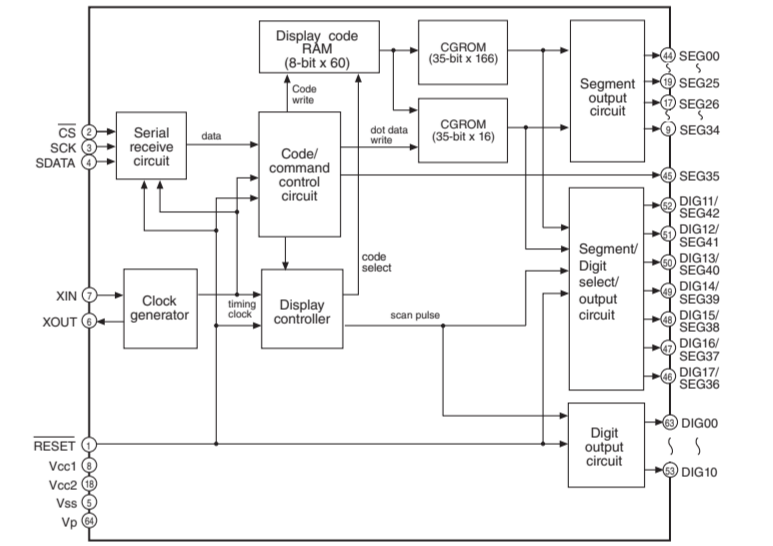 Display code
RAM
(8-bit x 60)
CGROM
(35-bit x 166)
Segment
output
circuit
44 SEG00
19 SEG25
17 SEG26
9 SEG34
Code
write
CS 2
SCK 3
SDATA 4
Serial
receive
circuit
data
Code/
command
control
circuit
dot data
write
CGROM
(35-bit x 16)
45 SEG35
52 DIG11/
SEG42
51 DIG12/
SEG41
50 DIG13/
SEG40
49 DIG14/
SEG39
48 DIG15/
SEG38
47 DIG16/
SEG37
46 DIG17/
SEG36
Segment/
Digit
select/
output
circuit
code
select
XIN 7
XOUT 6
Clock
generator
timing
clock
Display
controller
scan pulse
RESET 1
Vcc1 8
Vcc2 18
Vss 5
Vp 64
Digit
output
circuit
63 DIG00
53 DIG10